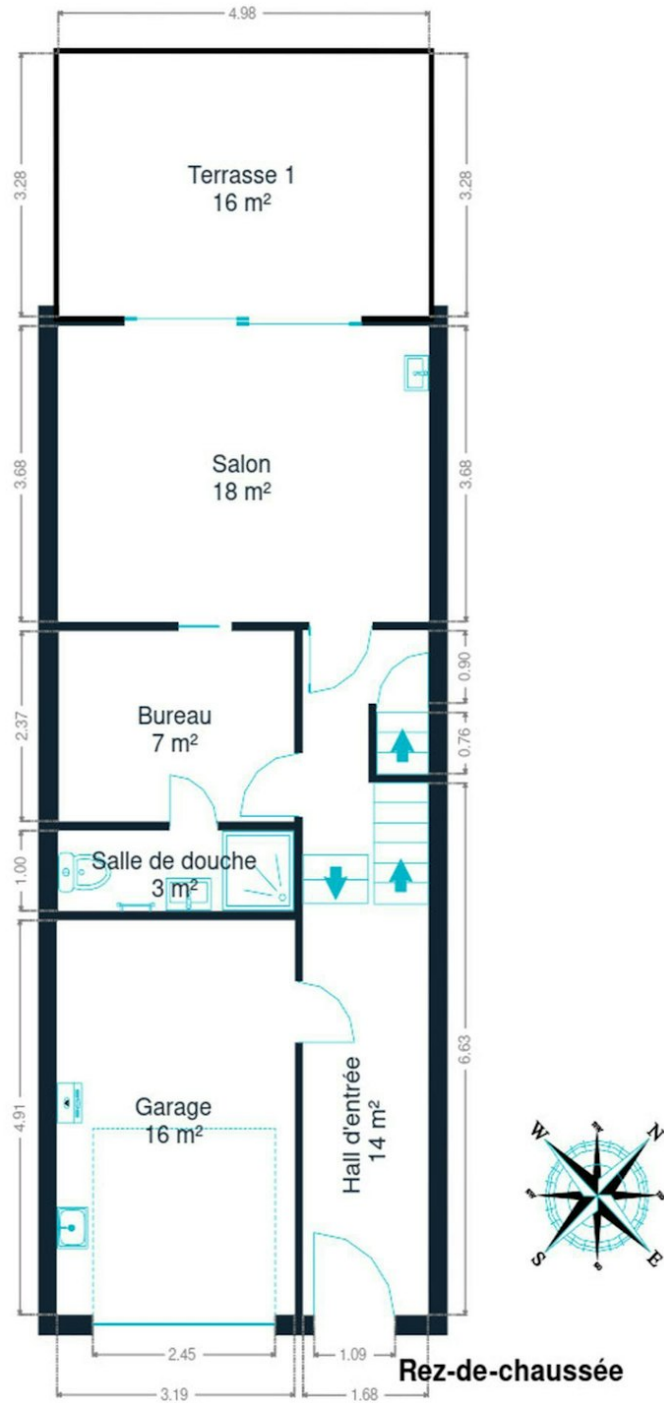 4.98
3.28
3.28
Terrasse 1
16 m²
3.68
3.68
Salon
18 m²
2.37
0.90
Bureau
7 m²
0.76
1.00
Salle de douche
3 m²
4.91
6.63
Garage
16 m²
Hall d'entrée
14 m²
W
N
S
E
2.45
1.09
3.19
1.68
Rez-de-chaussée